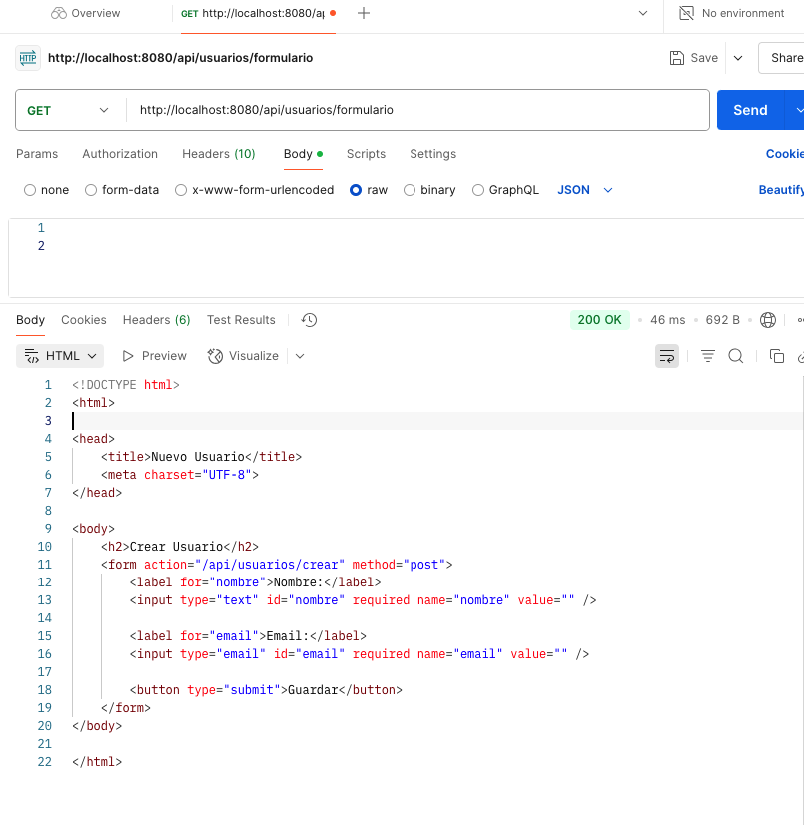 Overview GET http://localhost:8080/a No environment
HTTP http://localhost:8080/api/usuarios/formulario Save Share
GET http://localhost:8080/api/usuarios/formulario Send
Params Authorization Headers (10) Body Scripts Settings Cookie
none form-data x-www-form-urlencoded raw binary GraphQL JSON Beautify
1
2
Body Cookies Headers (6) Test Results 200 OK 46 ms 692 B
HTML Preview Visualize
1 <!DOCTYPE html>
2 <html>
3
4 <head>
5 <title>Nuevo Usuario</title>
6 <meta charset="UTF-8">
7 </head>
8
9 <body>
10 <h2>Crear Usuario</h2>
11 <form action="/api/usuarios/crear" method="post">
12 <label for="nombre">Nombre:</label>
13 <input type="text" id="nombre" required name="nombre" value="" />
14
15 <label for="email">Email:</label>
16 <input type="email" id="email" required name="email" value="" />
17
18 <button type="submit">Guardar</button>
19 </form>
20 </body>
21
22 </html>